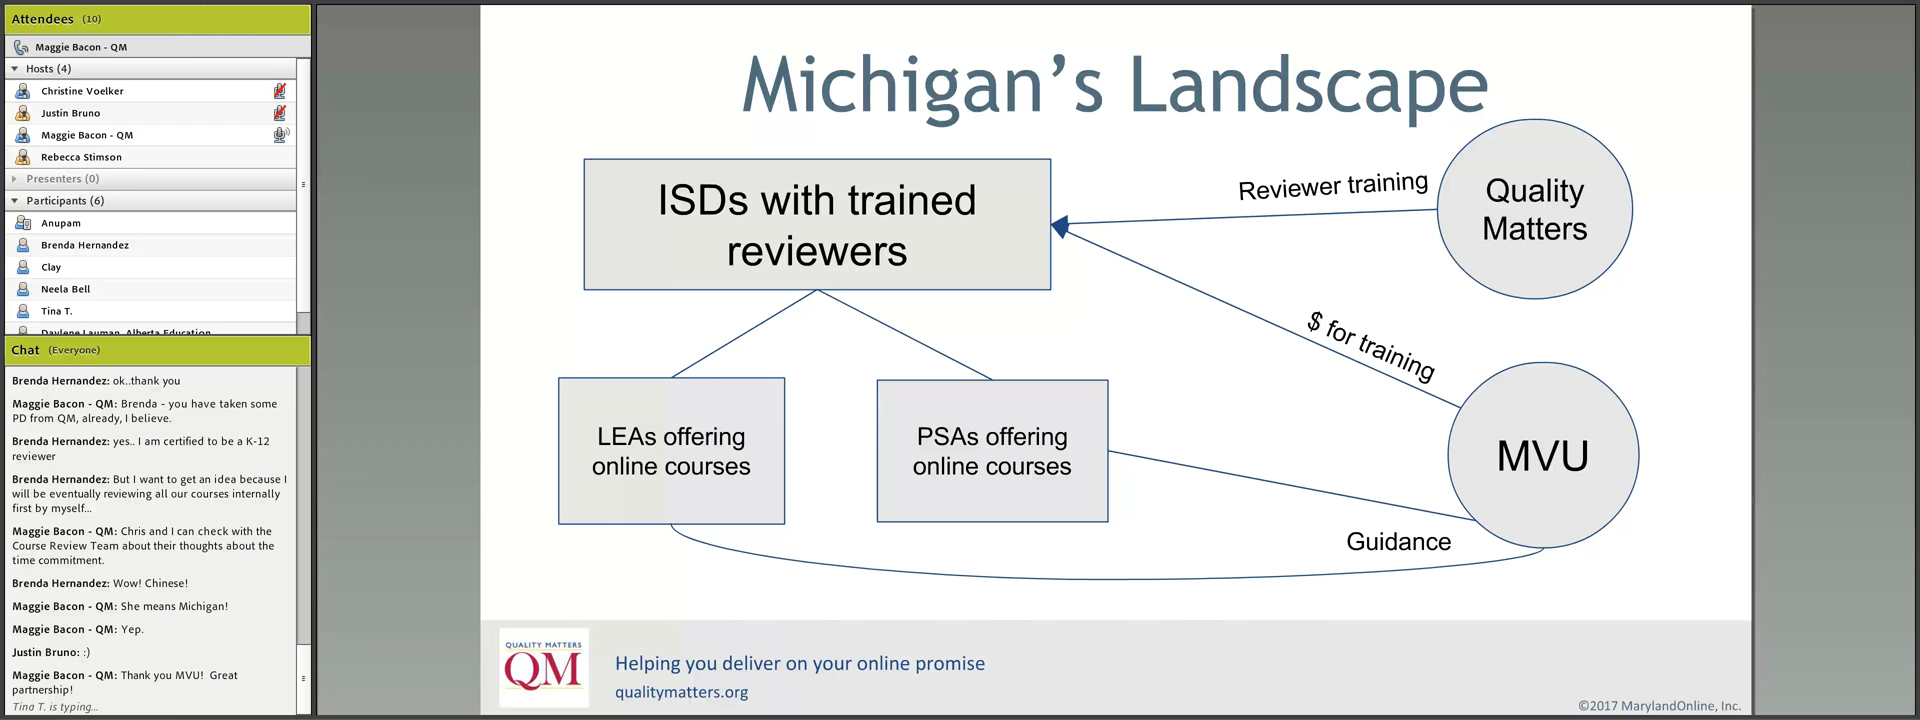 Attendees (10)
Maggie Bacon - QM
Hosts (4)
Christine Voelker
Justin Bruno
Maggie Bacon - QM
Rebecca Stimson
Presenters (0)
Participants (6)
Anupam
Brenda Hernandez
Clay
Neela Bell
Tina T.
Daylene Lauman, Alberta Education
Chat (Everyone)
Brenda Hernandez: ok..thank you
Maggie Bacon - QM: Brenda - you have taken some
PD from QM, already, I believe.
Brenda Hernandez: yes.. I am certified to be a K-12
reviewer
Brenda Hernandez: But I want to get an idea because I
will be eventually reviewing all our courses internally
first by myself...
Maggie Bacon - QM: Chris and I can check with the
Course Review Team about their thoughts about the
time commitment.
Brenda Hernandez: Wow! Chinese!
Maggie Bacon - QM: She means Michigan!
Maggie Bacon - QM: Yep.
Justin Bruno: :)
Maggie Bacon - QM: Thank you MVU!  Great
partnership!
Tina T. is typing...
Michigan’s Landscape
ISDs with trained
reviewers
Reviewer training
Quality
Matters
$ for training
LEAs offering
online courses
PSAs offering
online courses
MVU
Guidance
QUALITY MATTERS
QM
Helping you deliver on your online promise
qualitymatters.org
©2017 MarylandOnline, Inc.